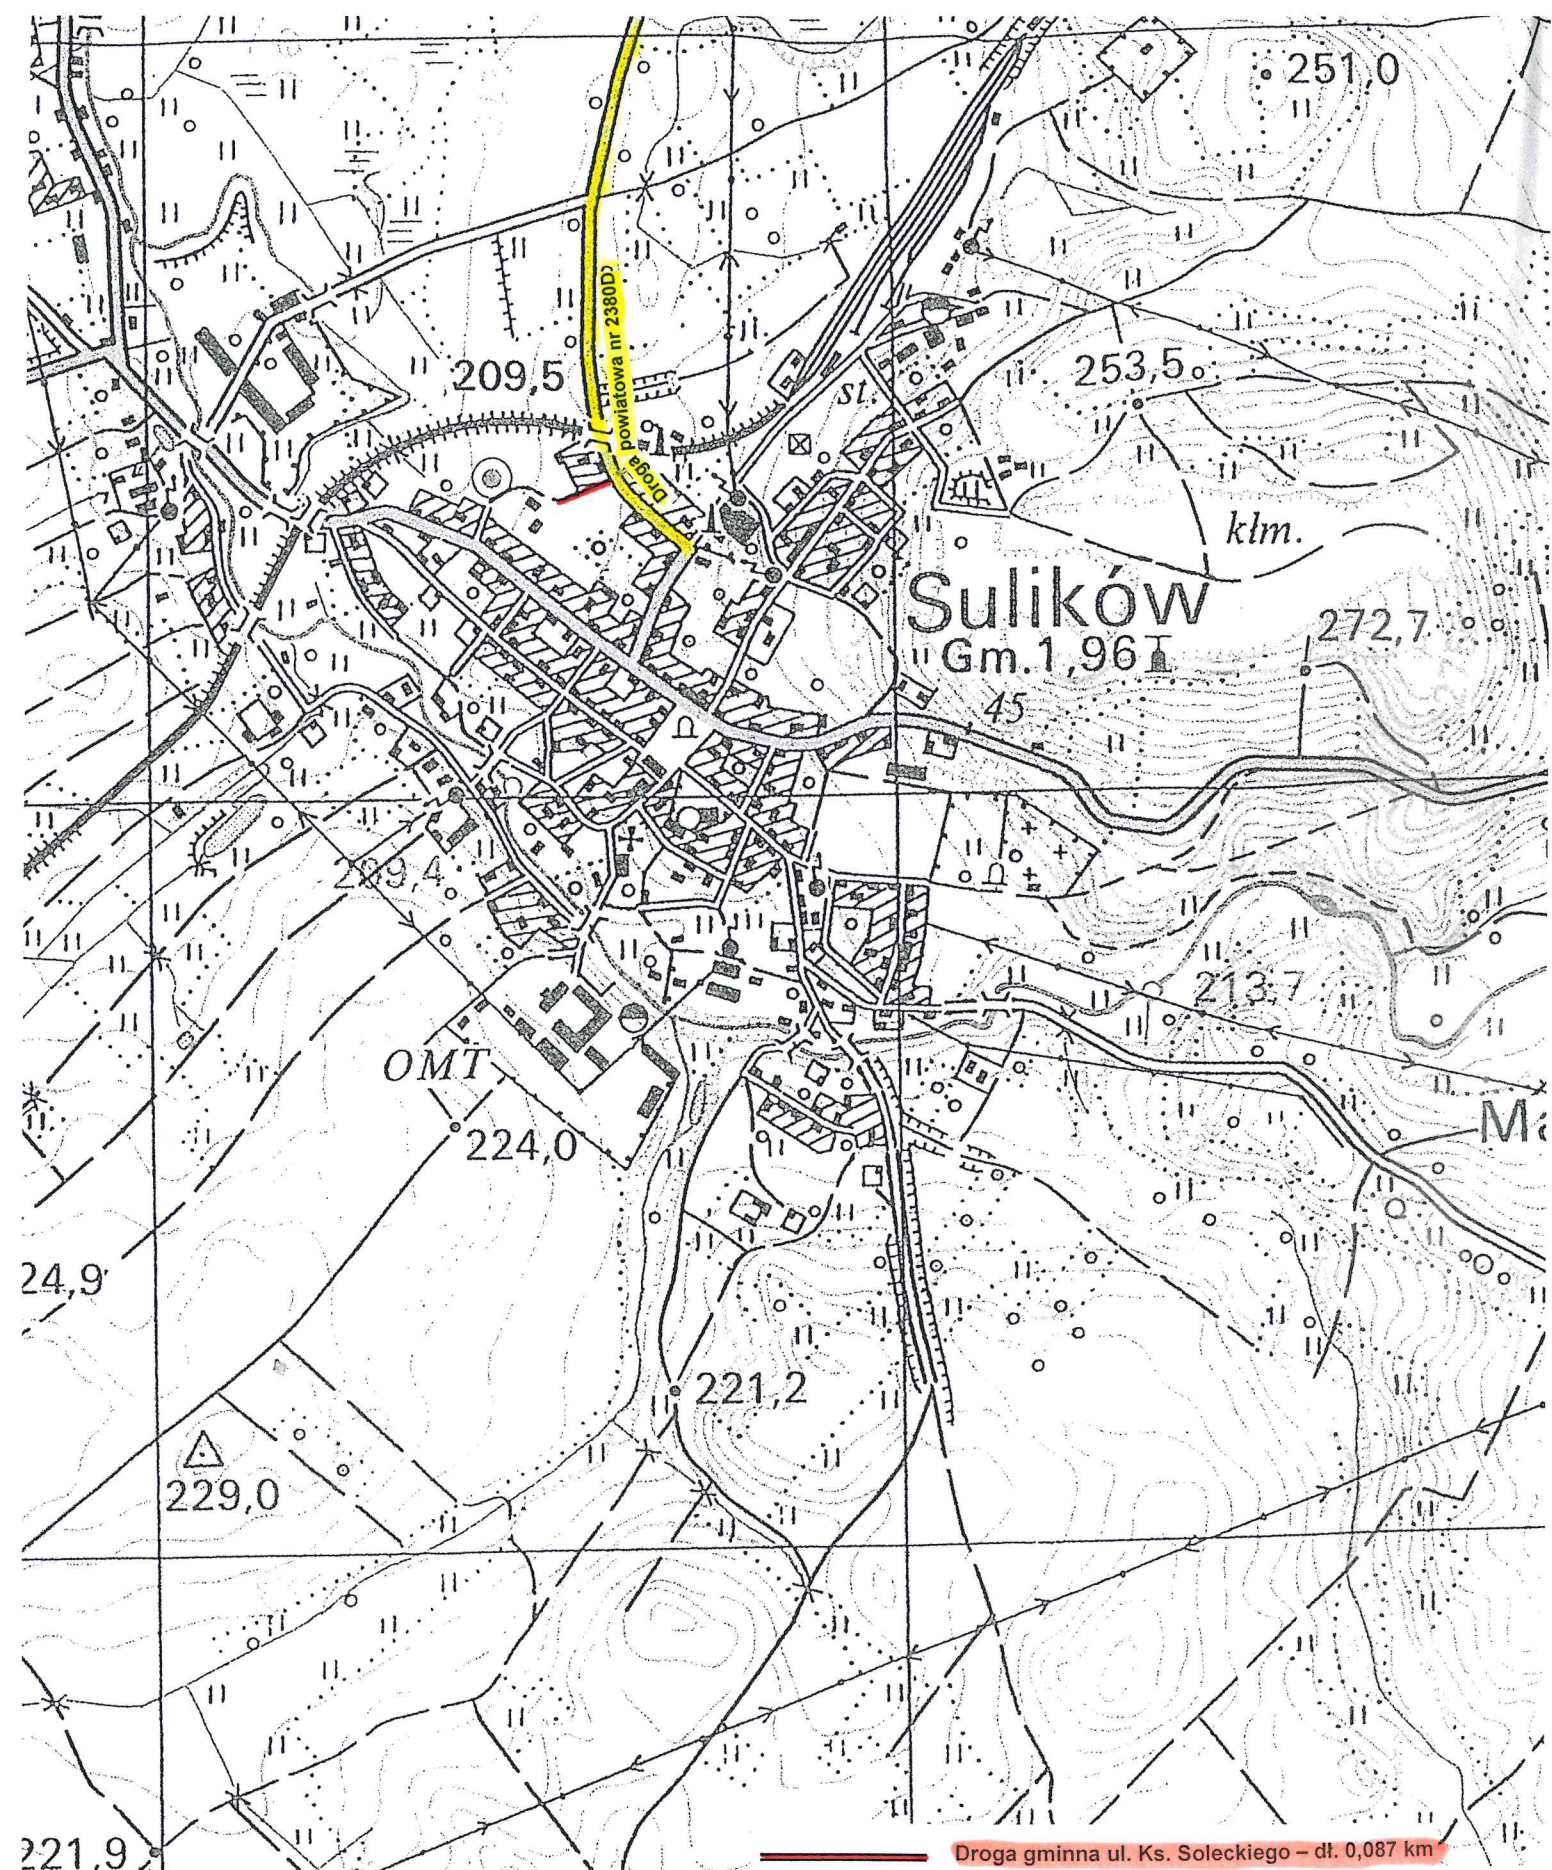 251,0
Droga powiatowa nr 2380D)
209,5
st.
253,5
kłm.
Sulików
Gm.1,96
272,7
45
209,4
213,7
OMT
224,0
Ma
24,9
221,2
229,0
221,9
Droga gminna ul. Ks. Soleckiego – dł. 0,087 km